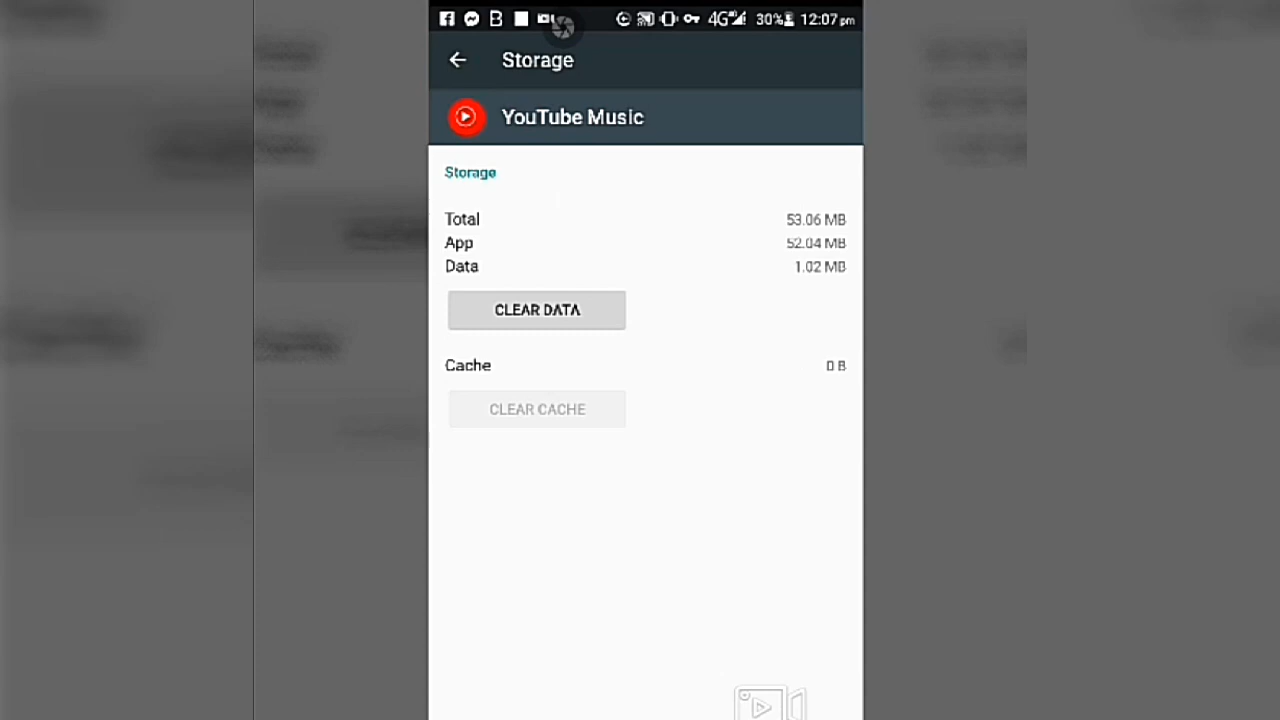 4G 30% 12:07 pm
Storage
YouTube Music
Storage
Total 53.06 MB
App 52.04 MB
Data 1.02 MB
CLEAR DATA
Cache 0 B
CLEAR CACHE